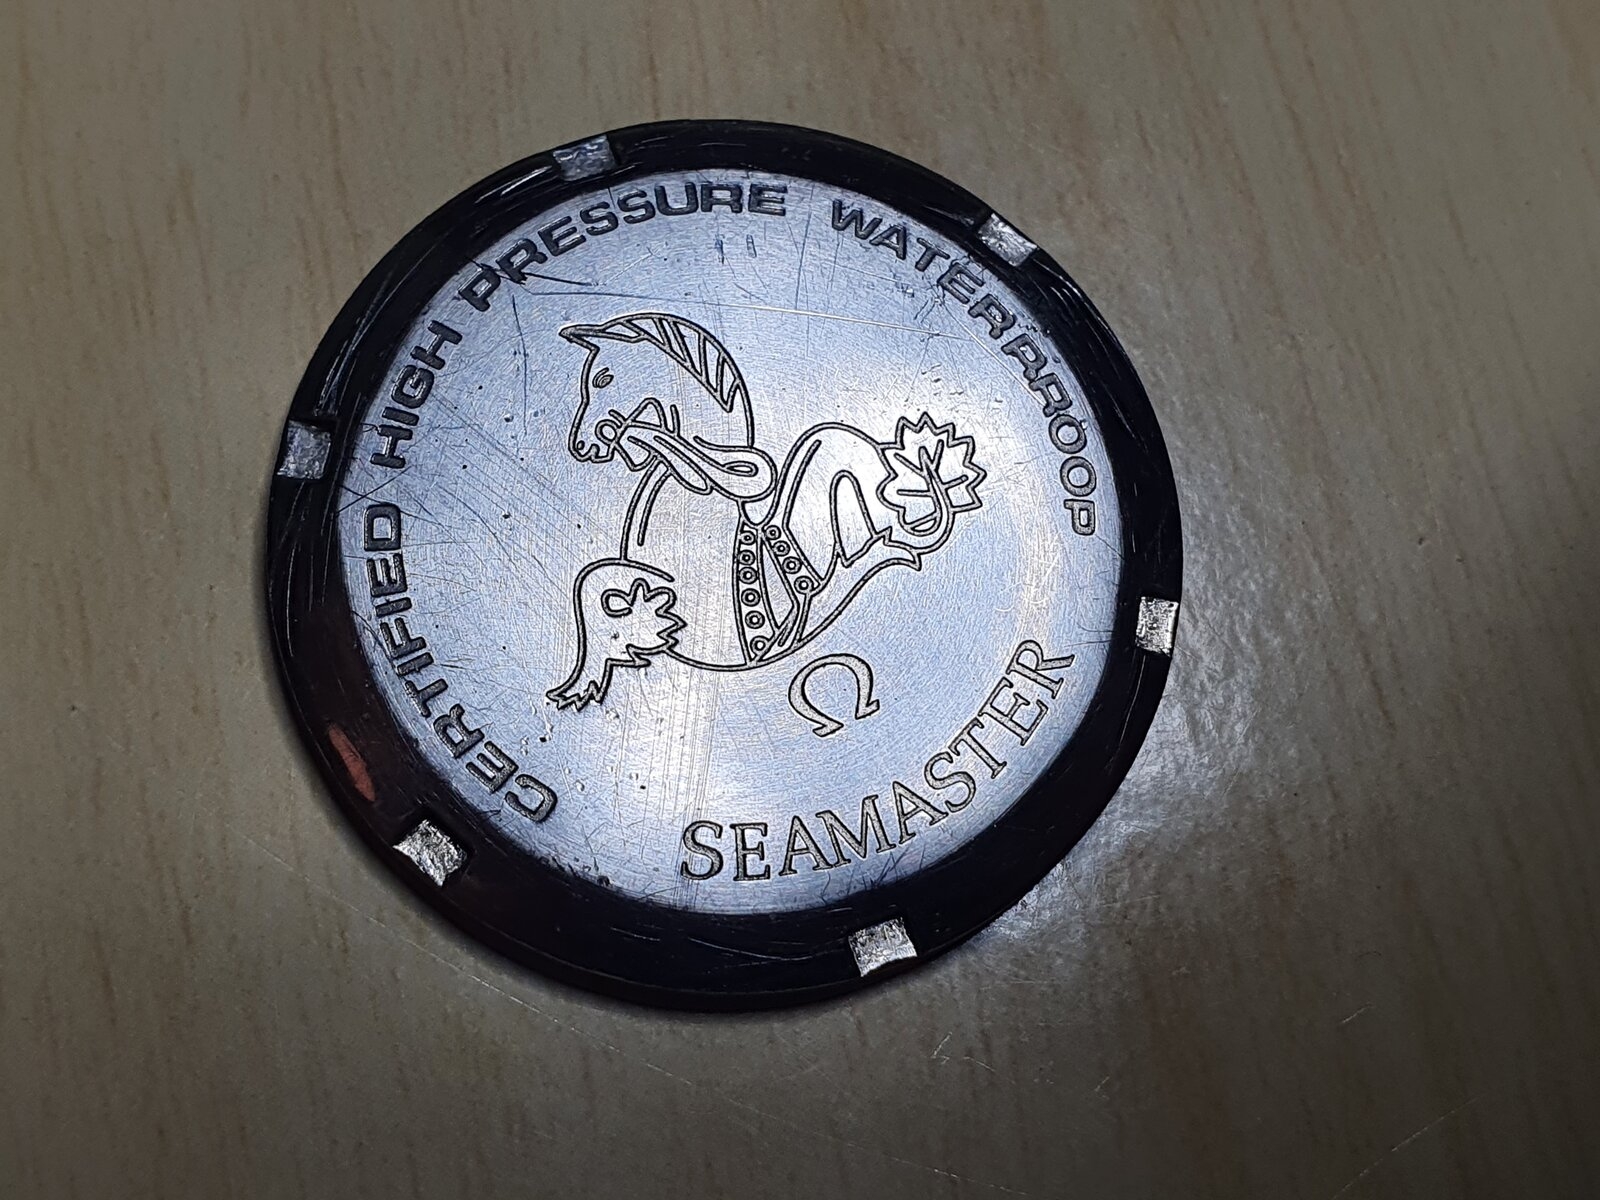 CERTIFIED HIGH PRESSURE WATERPROOF
Ω
SEAMASTER